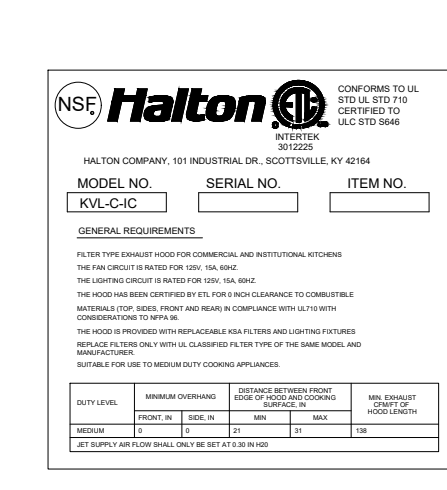 NSF
Halton
ETL
CONFORMS TO UL
STD UL STD 710
CERTIFIED TO
ULC STD S646
INTERTEK
3012225
HALTON COMPANY, 101 INDUSTRIAL DR., SCOTTSVILLE, KY 42164
MODEL NO. SERIAL NO. ITEM NO.
KVL-C-IC
GENERAL REQUIREMENTS
FILTER TYPE EXHAUST HOOD FOR COMMERCIAL AND INSTITUTIONAL KITCHENS
THE FAN CIRCUIT IS RATED FOR 125V, 15A, 60HZ.
THE LIGHTING CIRCUIT IS RATED FOR 125V, 15A, 60HZ.
THE HOOD HAS BEEN CERTIFIED BY ETL FOR 0 INCH CLEARANCE TO COMBUSTIBLE
MATERIALS (TOP, SIDES, FRONT AND REAR) IN COMPLIANCE WITH UL710 WITH
CONSIDERATIONS TO NFPA 96.
THE HOOD IS PROVIDED WITH REPLACEABLE KSA FILTERS AND LIGHTING FIXTURES
REPLACE FILTERS ONLY WITH UL CLASSIFIED FILTER TYPE OF THE SAME MODEL AND
MANUFACTURER.
SUITABLE FOR USE TO MEDIUM DUTY COOKING APPLIANCES.
DUTY LEVEL
MINIMUM OVERHANG
DISTANCE BETWEEN FRONT
EDGE OF HOOD AND COOKING
SURFACE, IN
MIN. EXHAUST
CFM/FT OF
HOOD LENGTH
FRONT, IN SIDE, IN MIN MAX
MEDIUM 0 0 21 31 138
JET SUPPLY AIR FLOW SHALL ONLY BE SET AT 0.30 IN H20